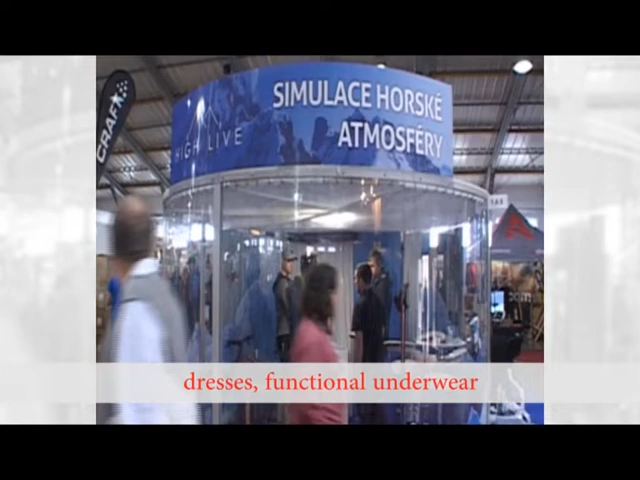 SIMULACE HORSKÉ
ATMOSFÉRY
HIGH LIVE
CRAFT
dresses, functional underwear